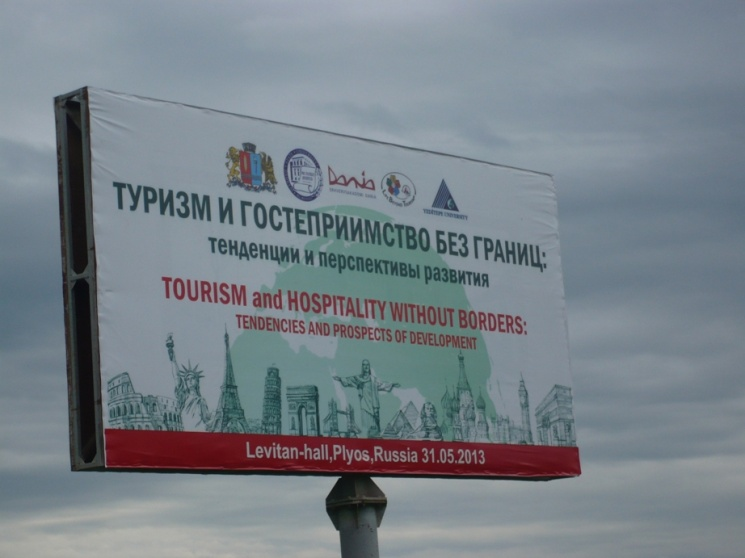 Dania
ТУРИЗМ И ГОСТЕПРИИМСТВО БЕЗ ГРАНИЦ:
тенденции и перспективы развития
TOURISM and HOSPITALITY WITHOUT BORDERS:
TENDENCIES AND PROSPECTS OF DEVELOPMENT
Levitan-hall,Plyos,Russia 31.05.2013